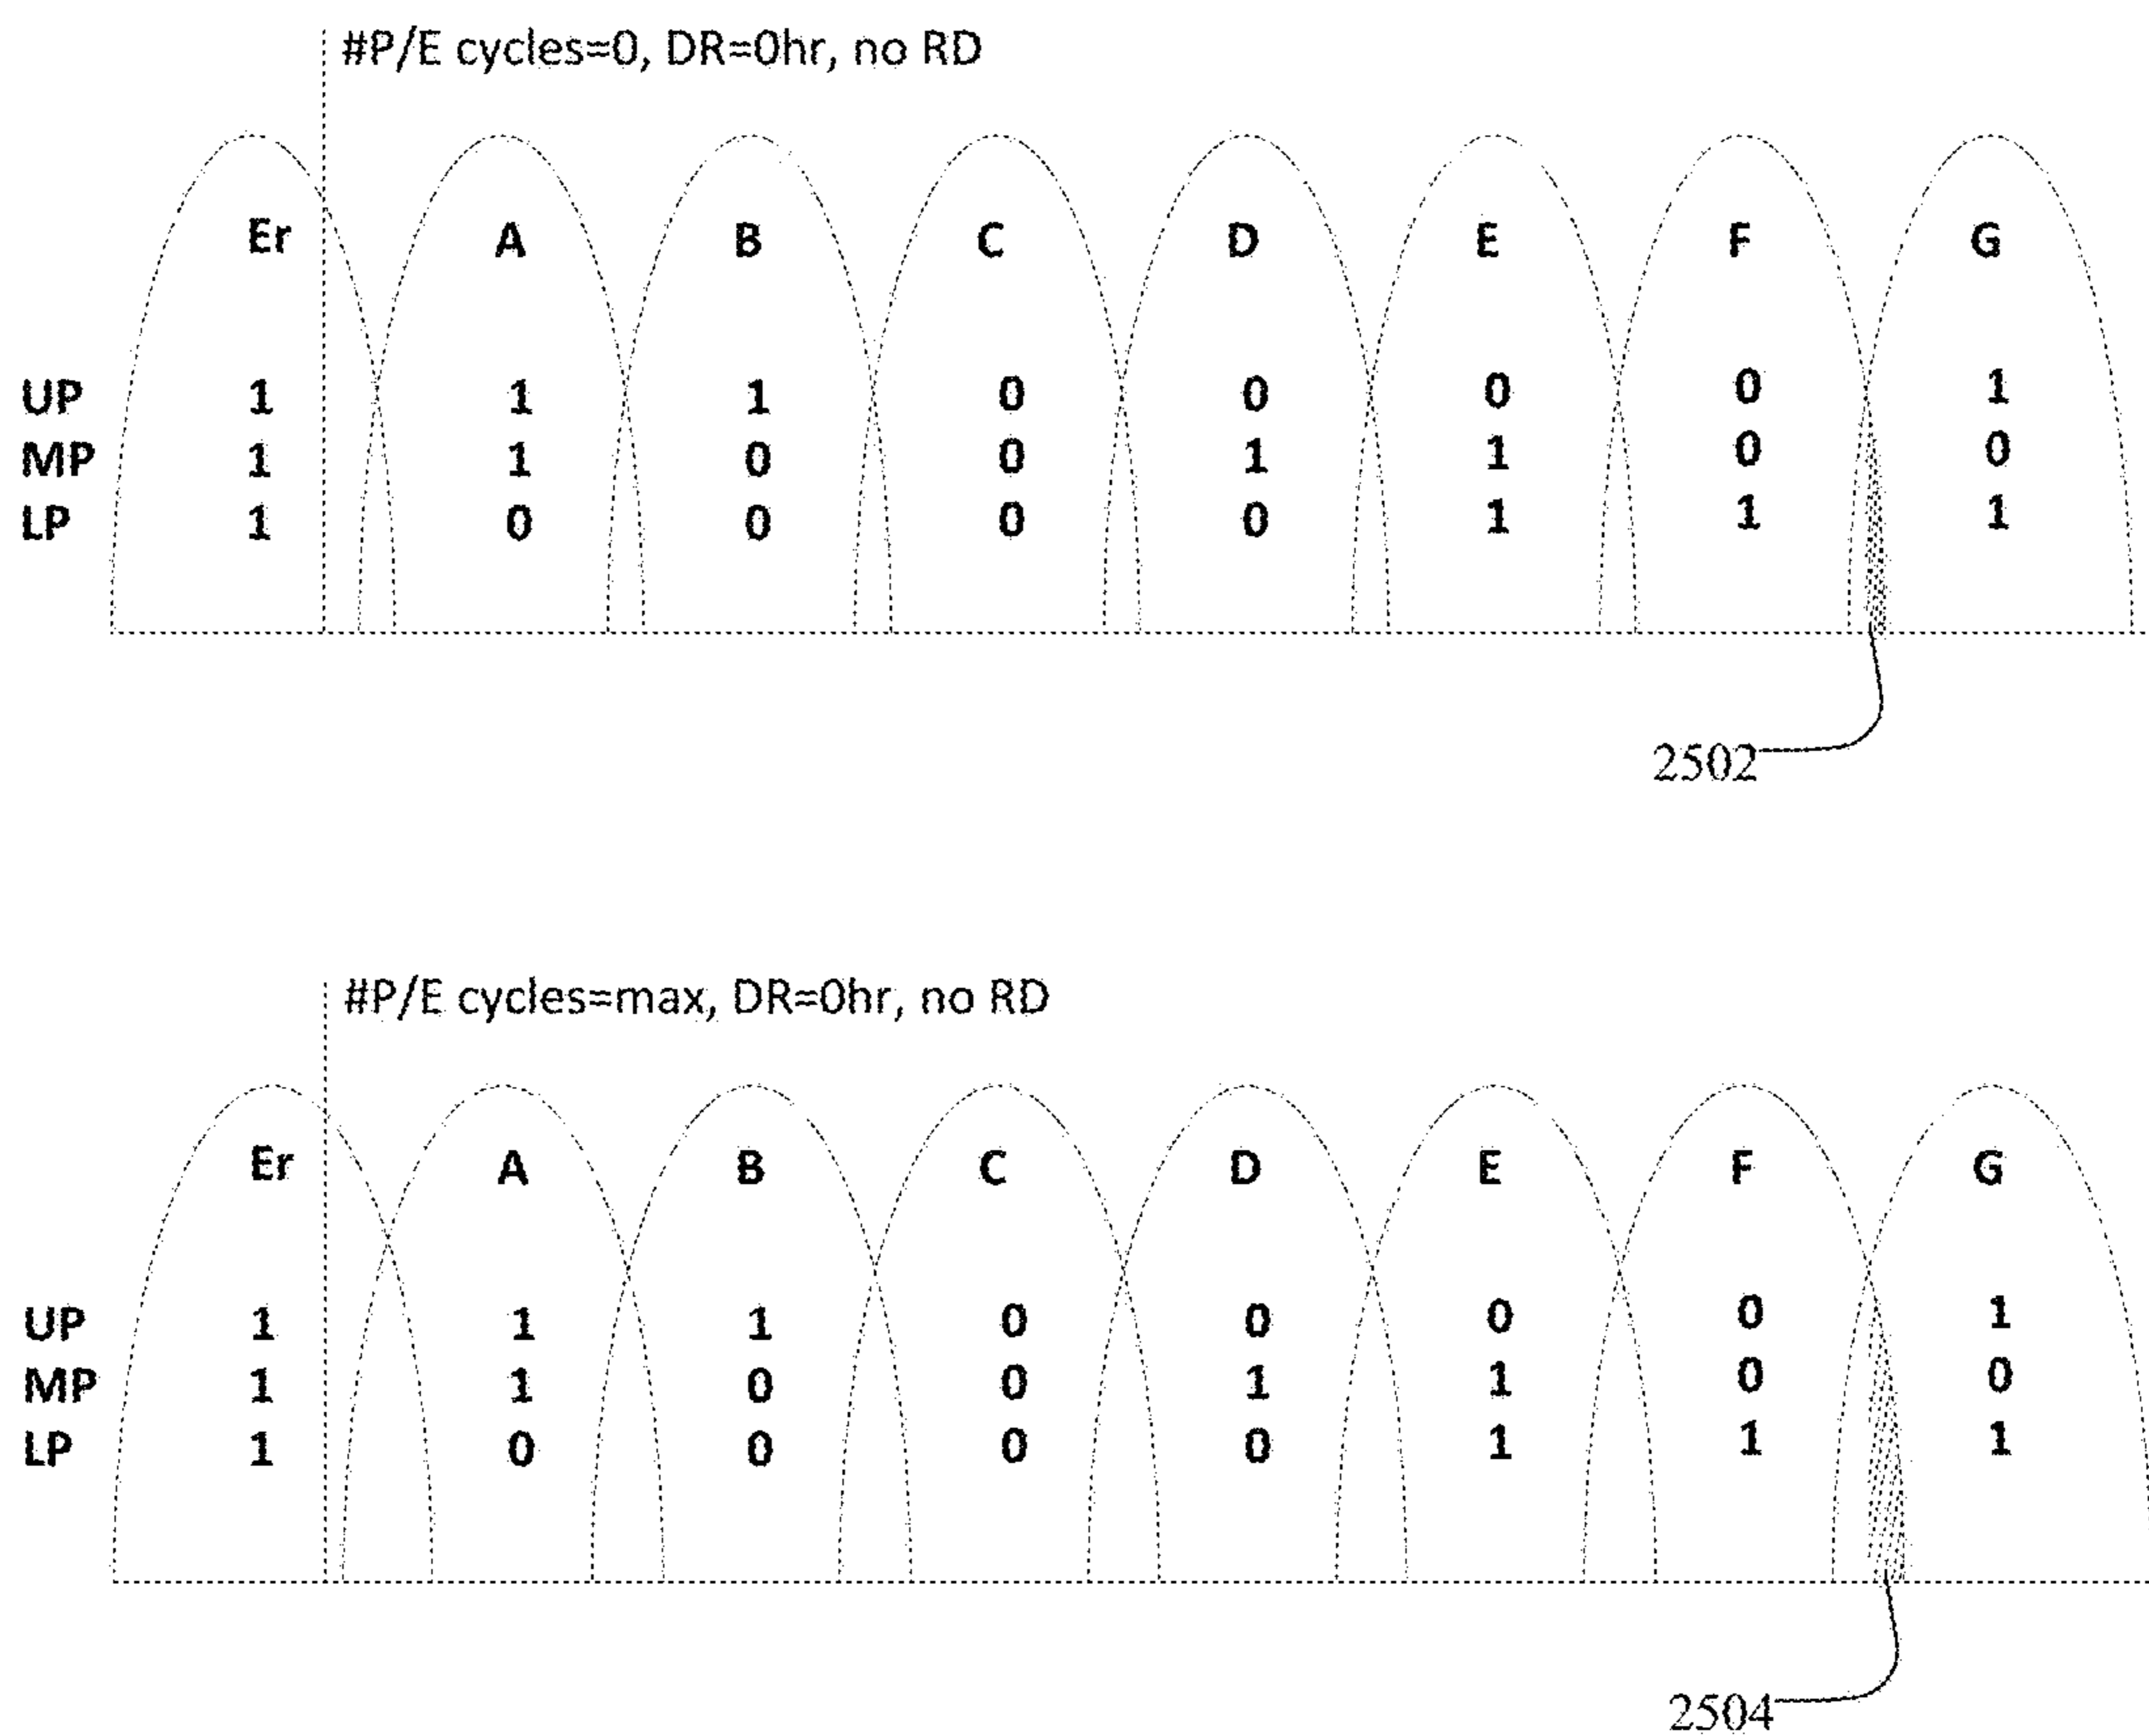 #P/E cycles=0, DR=0hr, no RD
Er A B C D E F G
UP 1 1 1 0 0 0 0 1
MP 1 1 0 0 1 1 0 0
LP 1 0 0 0 0 1 1 1
2502
#P/E cycles=max, DR=0hr, no RD
Er A B C D E F G
UP 1 1 1 0 0 0 0 1
MP 1 1 0 0 1 1 0 0
LP 1 0 0 0 0 1 1 1
2504